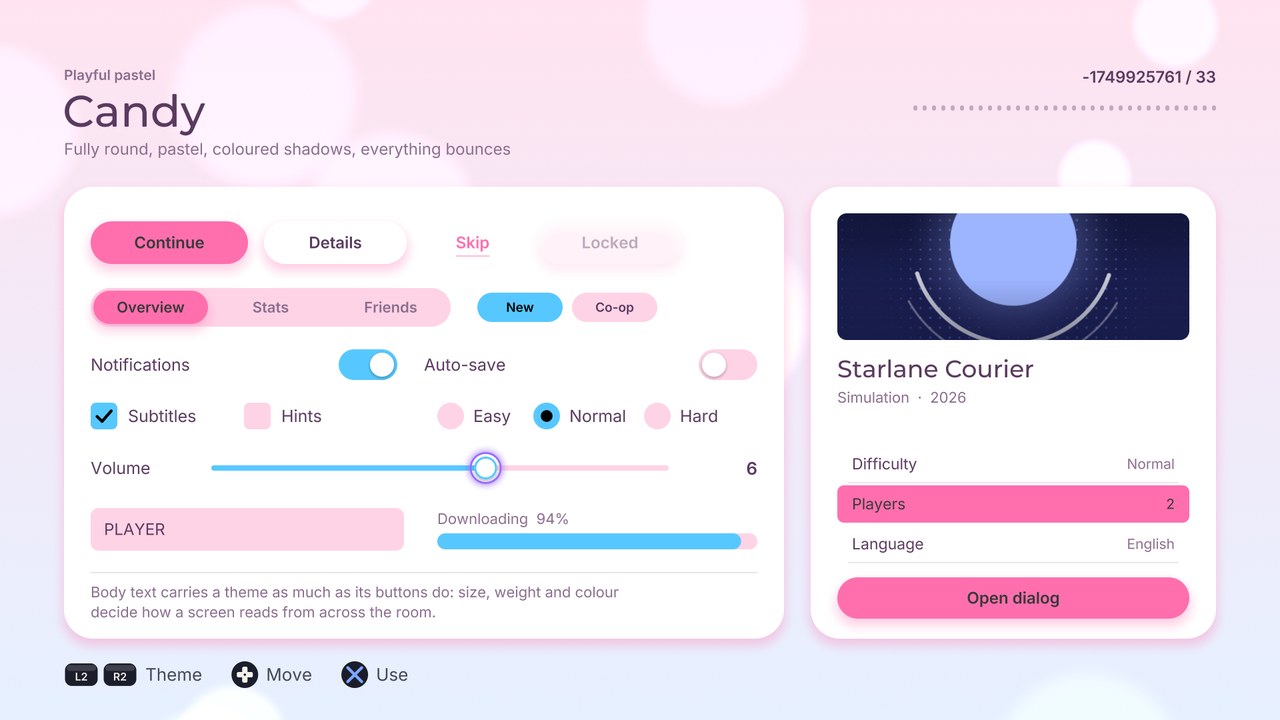 Playful pastel
Candy
Fully round, pastel, coloured shadows, everything bounces
-1749925761 / 33
Continue
Details
Skip
Locked
Overview
Stats
Friends
New
Co-op
Notifications
Auto-save
Subtitles
Hints
Easy
Normal
Hard
Volume
6
PLAYER
Downloading 94%
Body text carries a theme as much as its buttons do: size, weight and colour
decide how a screen reads from across the room.
Starlane Courier
Simulation · 2026
Difficulty
Normal
Players
2
Language
English
Open dialog
L2
R2
Theme
Move
Use